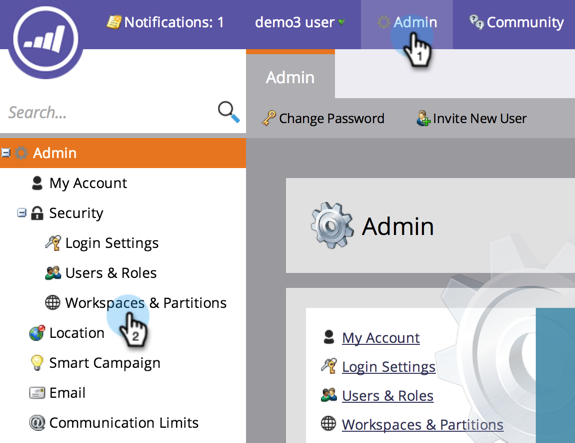 Notifications: 1 demo3 user Admin Community
1
Admin
Search...
Change Password Invite New User
Admin
My Account
Security
Login Settings
Users & Roles
Workspaces & Partitions
2
Location
Smart Campaign
Email
Communication Limits
Admin
My Account
Login Settings
Users & Roles
Workspaces & Partitions